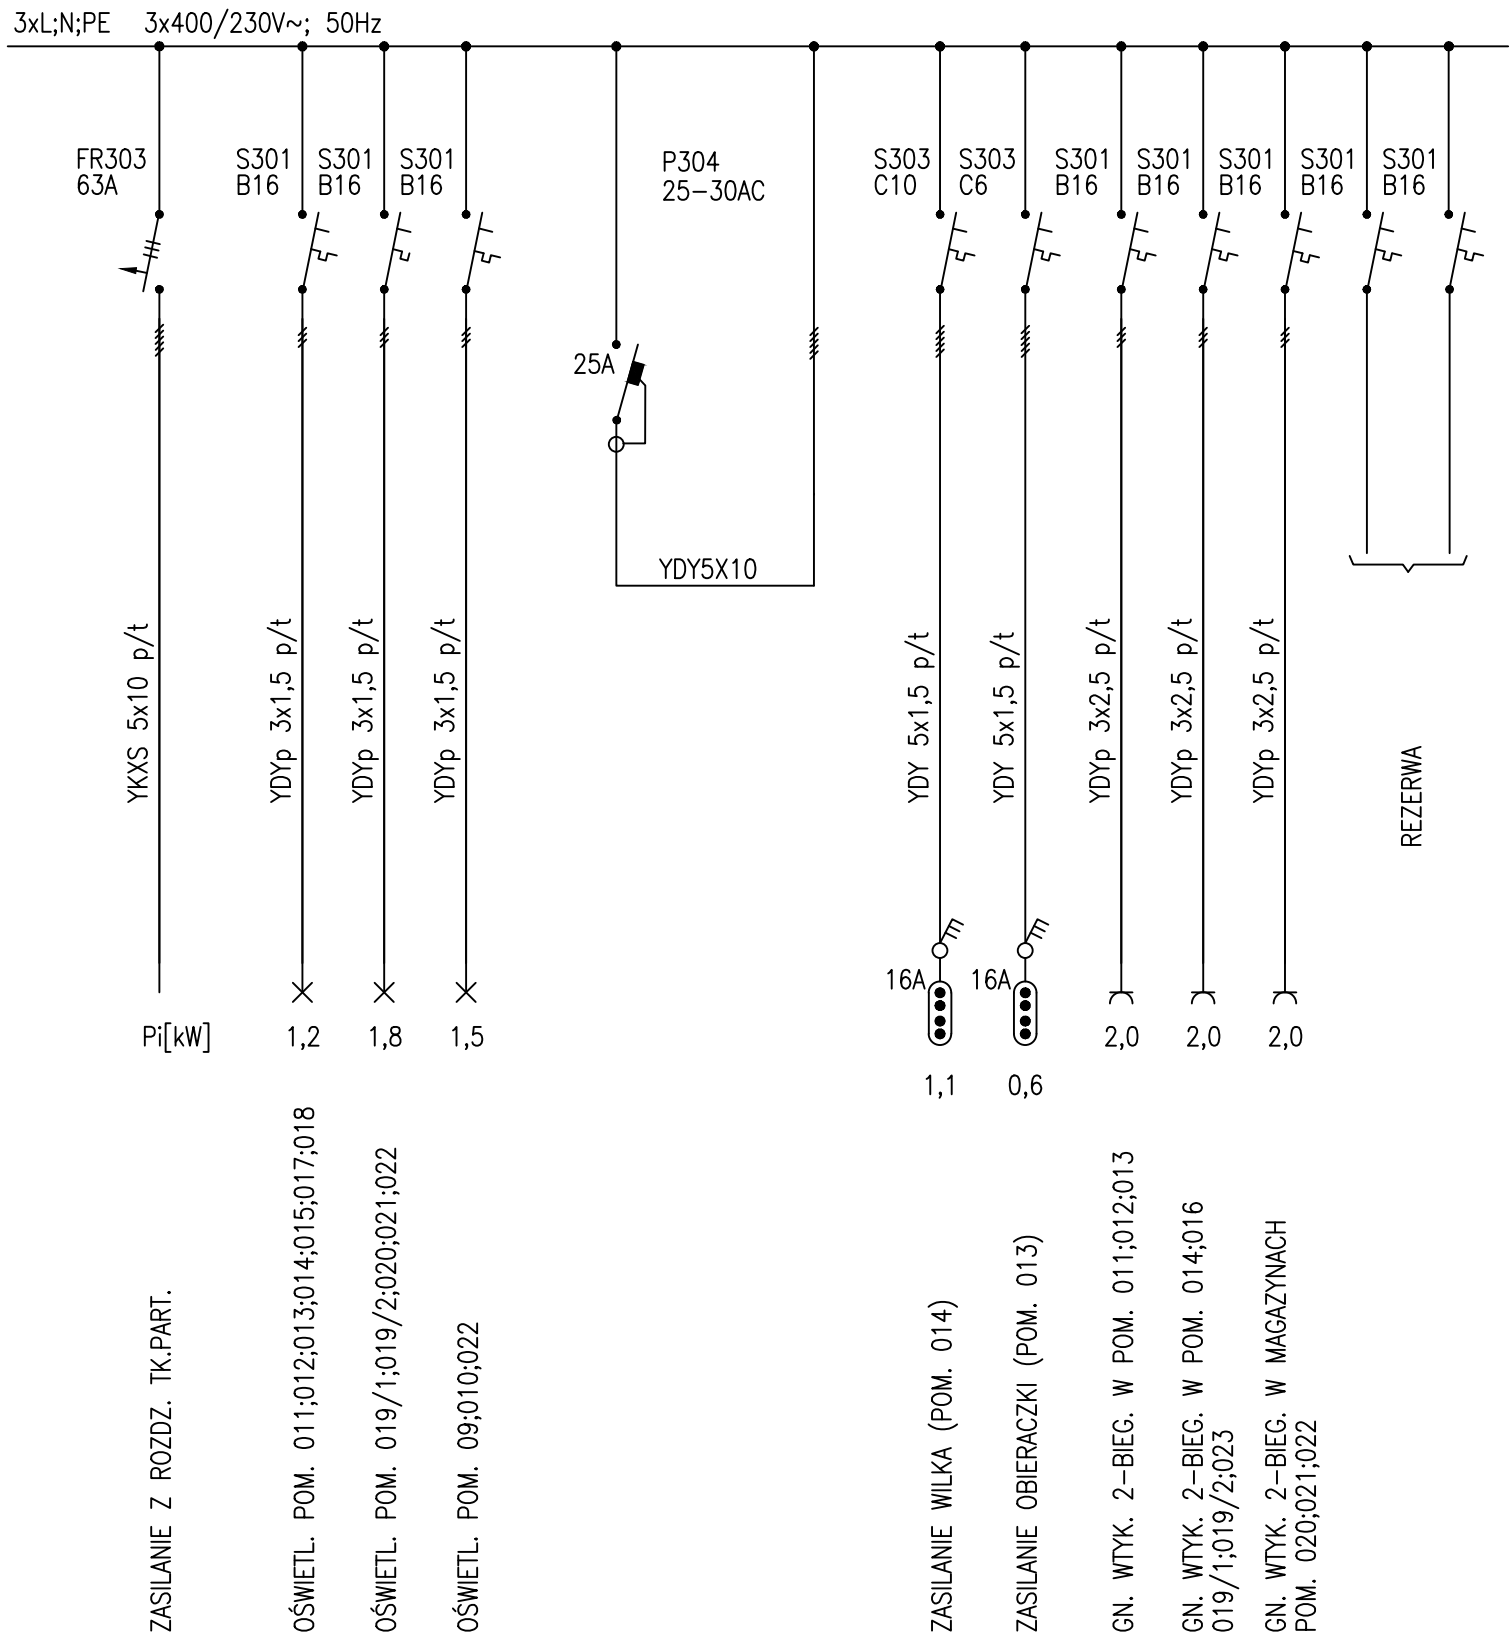 3xL;N;PE 3x400/230V~; 50Hz
FR303
63A
S301
B16
S301
B16
S301
B16
P304
25-30AC
S303
C10
S303
C6
S301
B16
S301
B16
S301
B16
S301
B16
S301
B16
25A
YDY5X10
YKXS 5x10 p/t
YDYp 3x1,5 p/t
YDYp 3x1,5 p/t
YDYp 3x1,5 p/t
YDY 5x1,5 p/t
YDY 5x1,5 p/t
YDYp 3x2,5 p/t
YDYp 3x2,5 p/t
YDYp 3x2,5 p/t
REZERWA
16A
16A
Pi[kW]
1,2
1,8
1,5
2,0
2,0
2,0
1,1
0,6
ZASILANIE Z ROZDZ. TK.PART.
OŚWIETL. POM. 011;012;013;014;015;017;018
OŚWIETL. POM. 019/1;019/2;020;021;022
OŚWIETL. POM. 09;010;022
ZASILANIE WILKA (POM. 014)
ZASILANIE OBIERACZKI (POM. 013)
GN. WTYK. 2-BIEG. W POM. 011;012;013
GN. WTYK. 2-BIEG. W POM. 014;016
019/1;019/2;023
GN. WTYK. 2-BIEG. W MAGAZYNACH
POM. 020;021;022